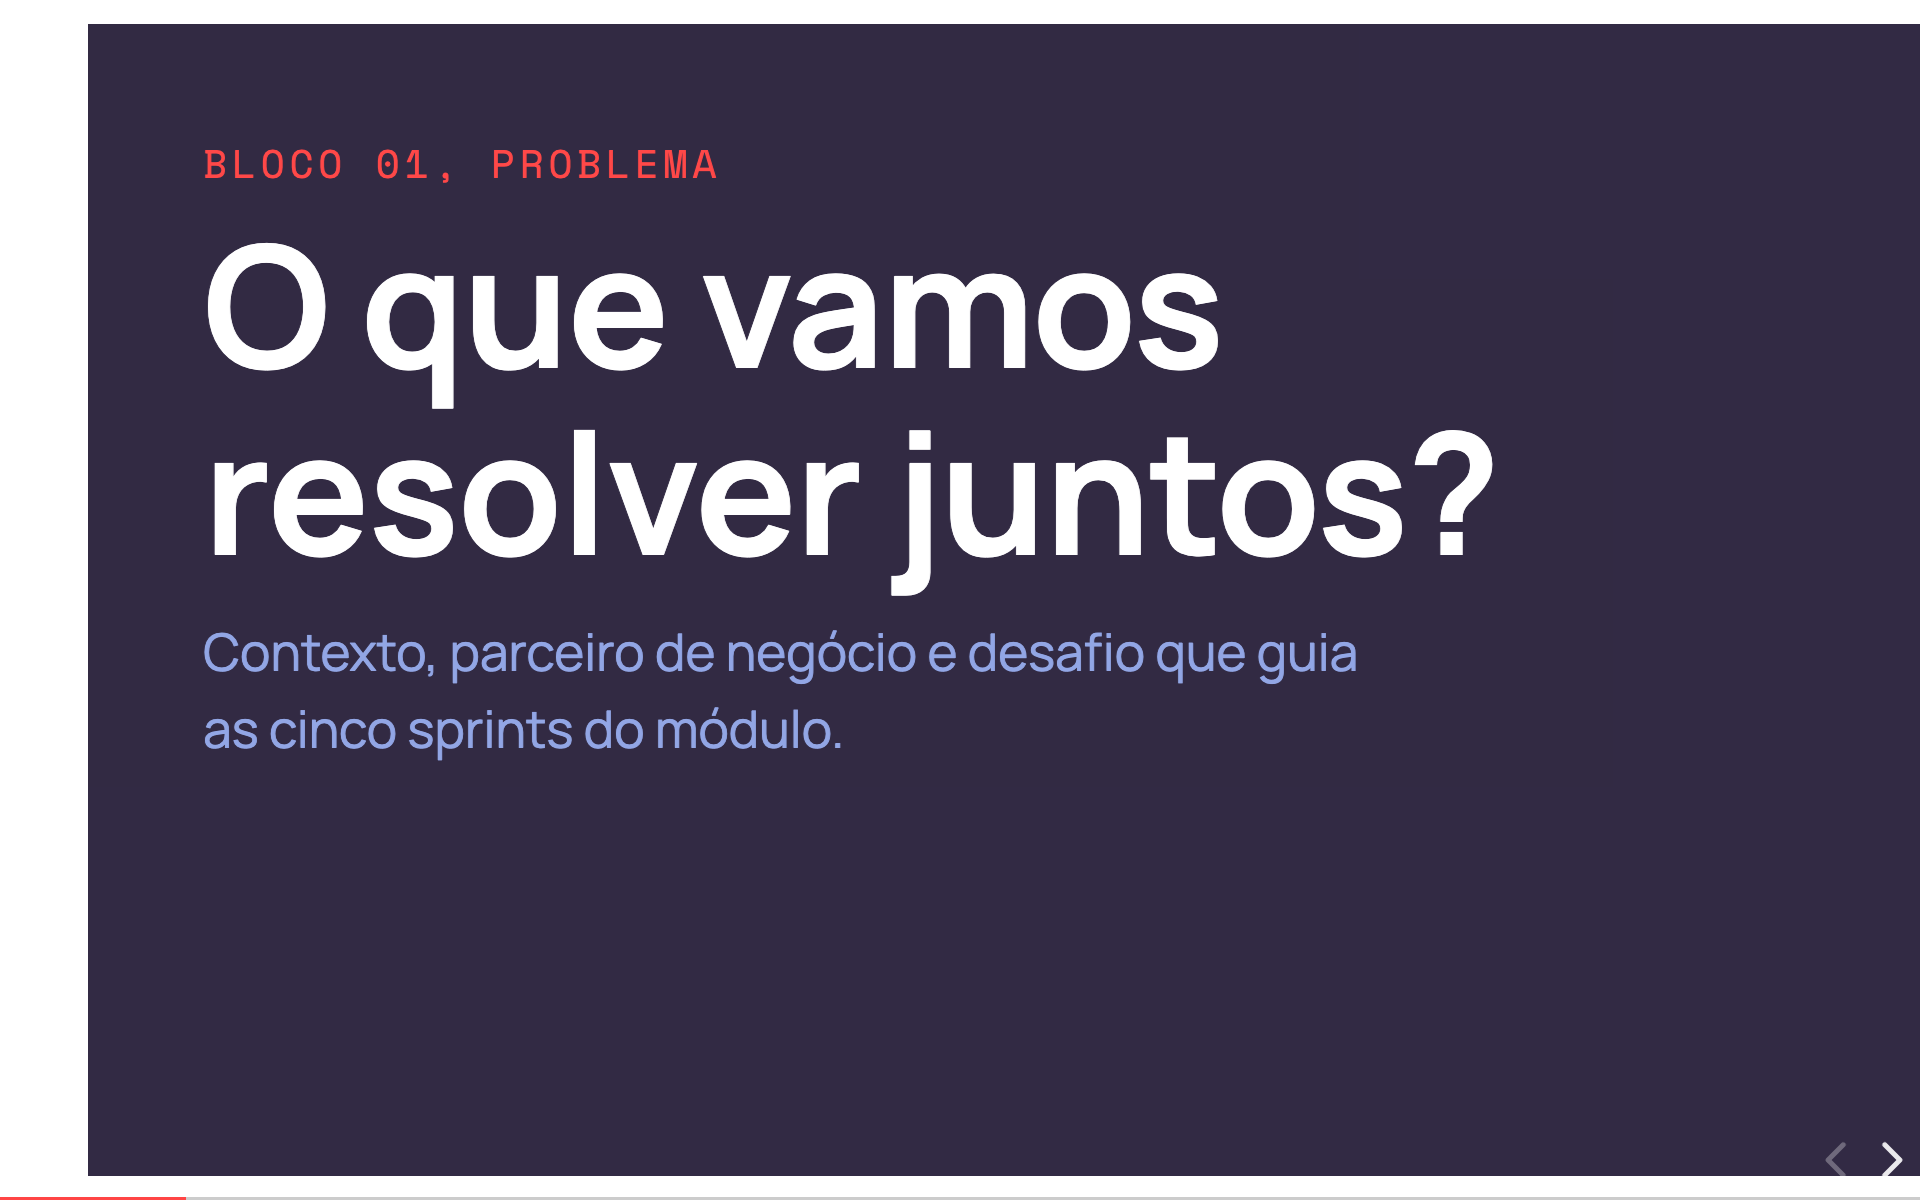 BLOCO 01, PROBLEMA
O que vamos
resolver juntos?
Contexto, parceiro de negócio e desafio que guia
as cinco sprints do módulo.